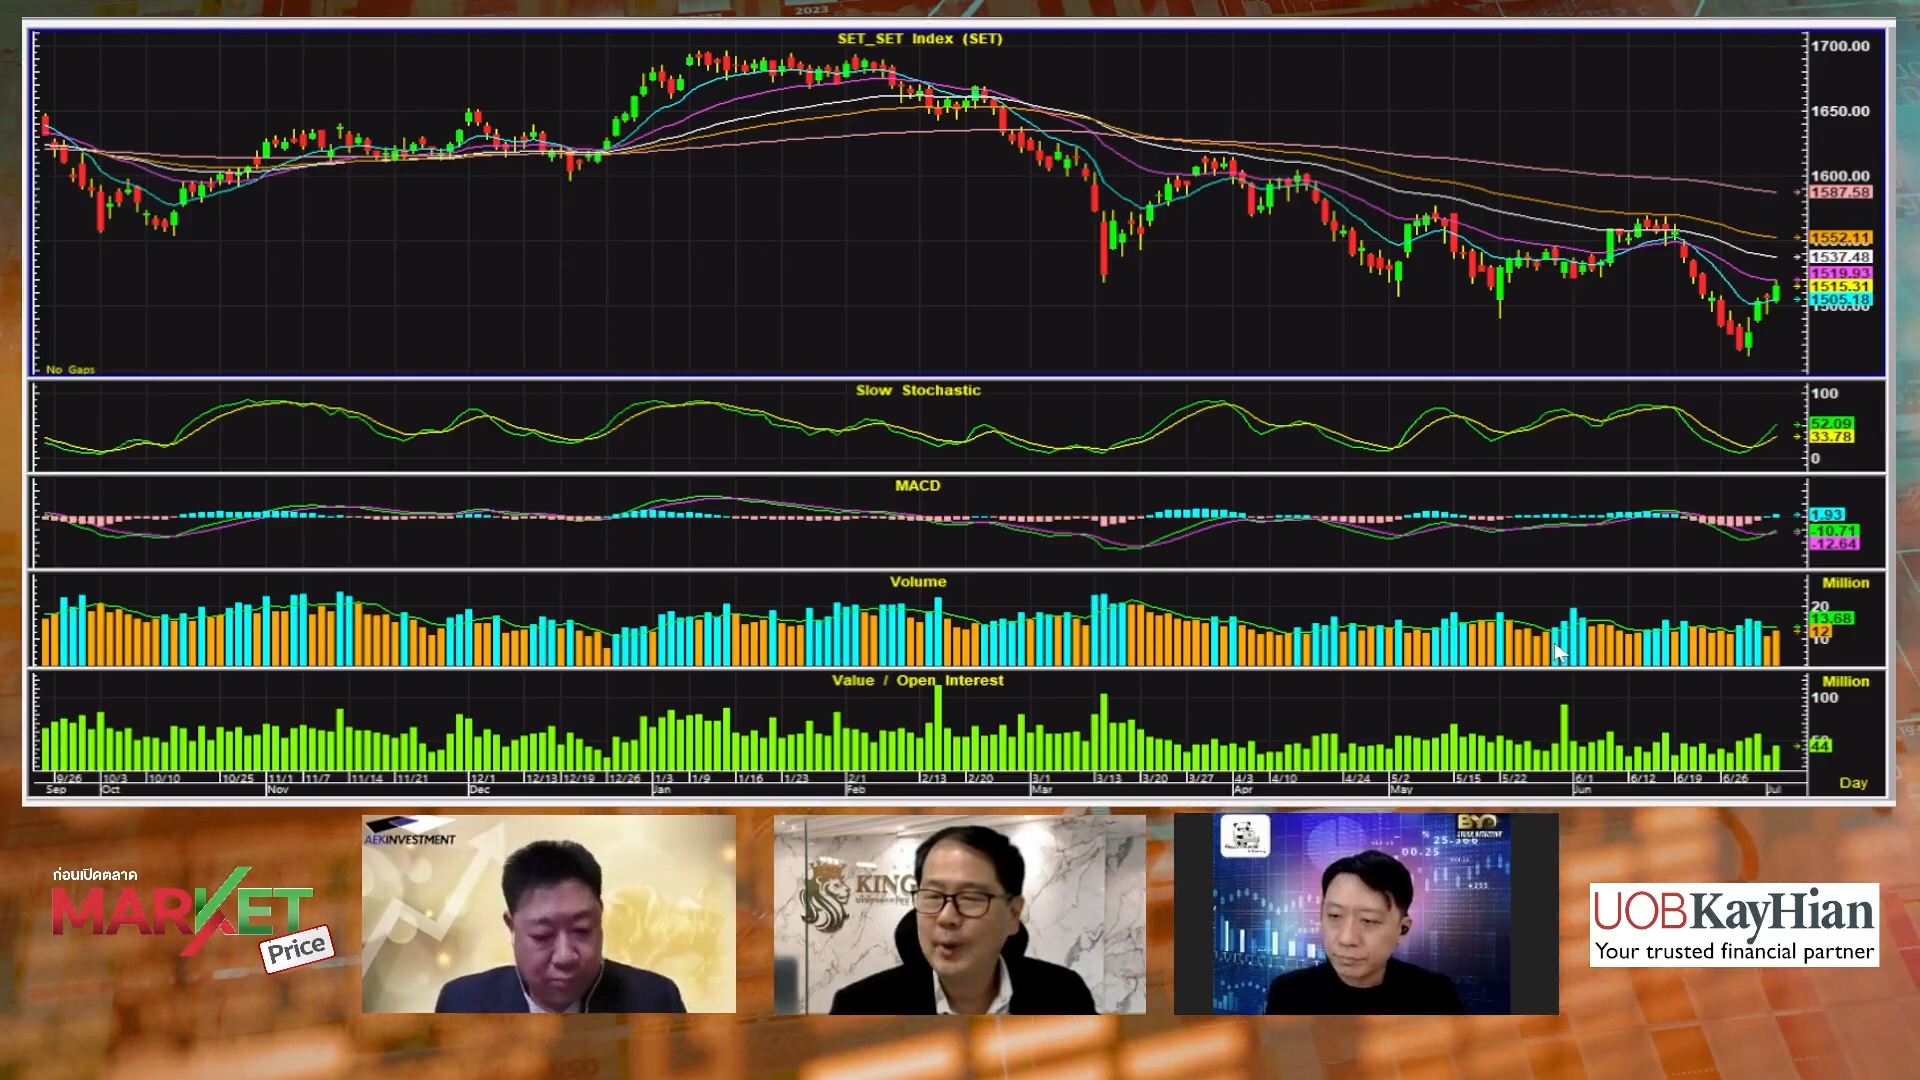 2023
SET_SET Index (SET)
1700.00
1650.00
1600.00
1587.58
1552.11
1537.48
1519.93
1515.31
1505.18
No Gaps
Slow Stochastic
100
52.09
33.78
0
MACD
1.93
-10.71
-12.64
Volume
Million
20
13.68
12
10
Value / Open Interest
Million
100
44
9/26 10/3 10/10 10/25 11/1 11/7 11/14 11/21 12/1 12/13 12/19 12/26 1/3 1/9 1/16 1/23 2/1 2/13 2/20 3/1 3/13 3/20 3/27 4/3 4/10 4/24 5/2 5/15 5/22 6/1 6/12 6/19 6/26
Day
Sep Oct Nov Dec Jan Feb Mar Apr May Jun Jul
ก่อนเปิดตลาด
MARKET
Price
AEKINVESTMENT
KING
BYD
UOBKayHian
Your trusted financial partner